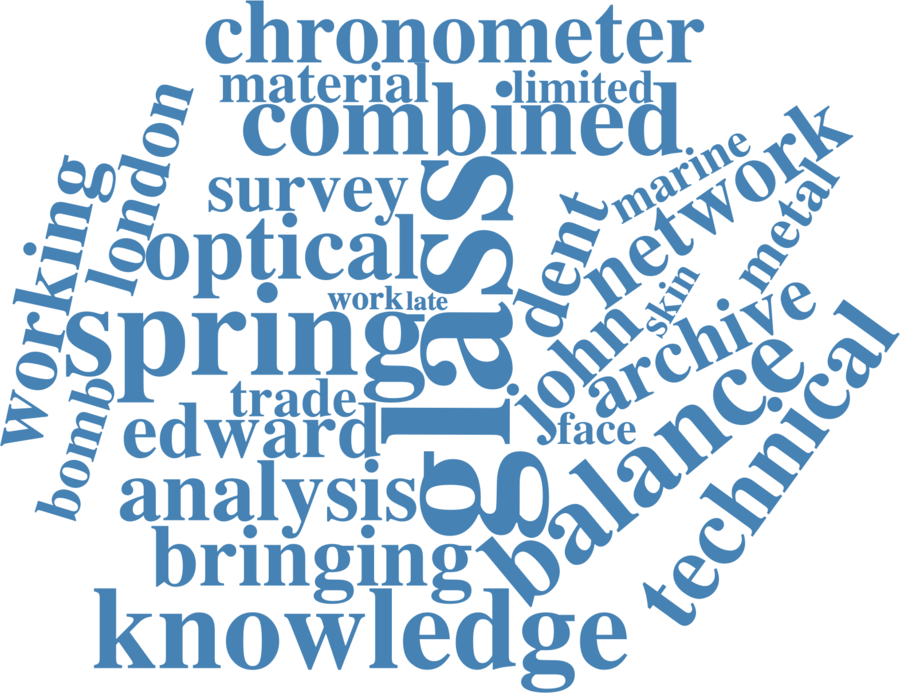 chronometer
material
limited
combined
london
working
survey
optical
glass
marine
network
dent
metal
skin
work
late
spring
john
archive
balance
technical
bomb
trade
edward
face
analysis
bringing
knowledge